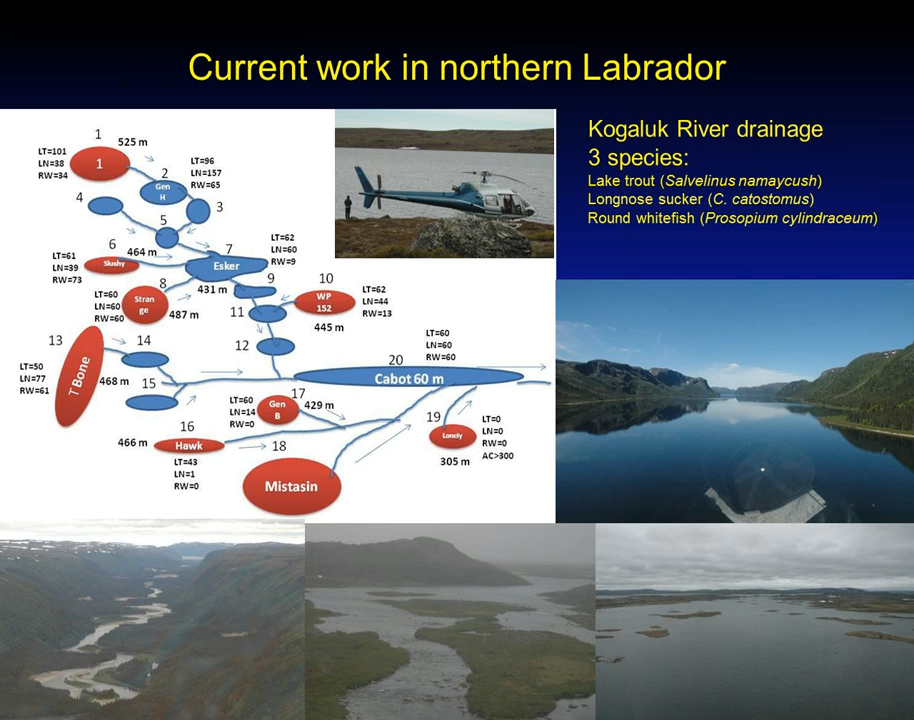 Current work in northern Labrador
Kogaluk River drainage
3 species:
Lake trout (Salvelinus namaycush)
Longnose sucker (C. catostomus)
Round whitefish (Prosopium cylindraceum)
1
525 m
LT=101
LN=38
RW=34
1
2
Gen
H
LT=96
LN=157
RW=65
3
4
5
6
464 m
LT=61
LN=39
RW=73
Slushy
7
Esker
LT=62
LN=60
RW=9
8
431 m
LT=60
LN=60
RW=60
Stran
ge
487 m
9
10
WP
152
LT=62
LN=44
RW=13
445 m
11
12
13
T Bone
LT=50
LN=77
RW=61
468 m
14
15
LT=60
LN=60
RW=60
20
Cabot 60 m
17
Gen
B
429 m
LT=60
LN=14
RW=0
16
466 m
Hawk
LT=43
LN=1
RW=0
18
Mistasin
19
Lonely
LT=0
LN=0
RW=0
AC>300
305 m